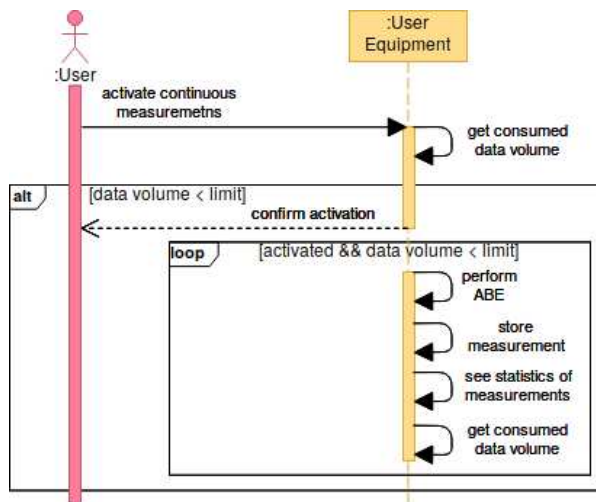 :User
Equipment
:User
activate continuous
measuremetns
get consumed
data volume
alt
[data volume < limit]
confirm activation
loop
[activated && data volume < limit]
perform
ABE
store
measurement
see statistics of
measurements
get consumed
data volume